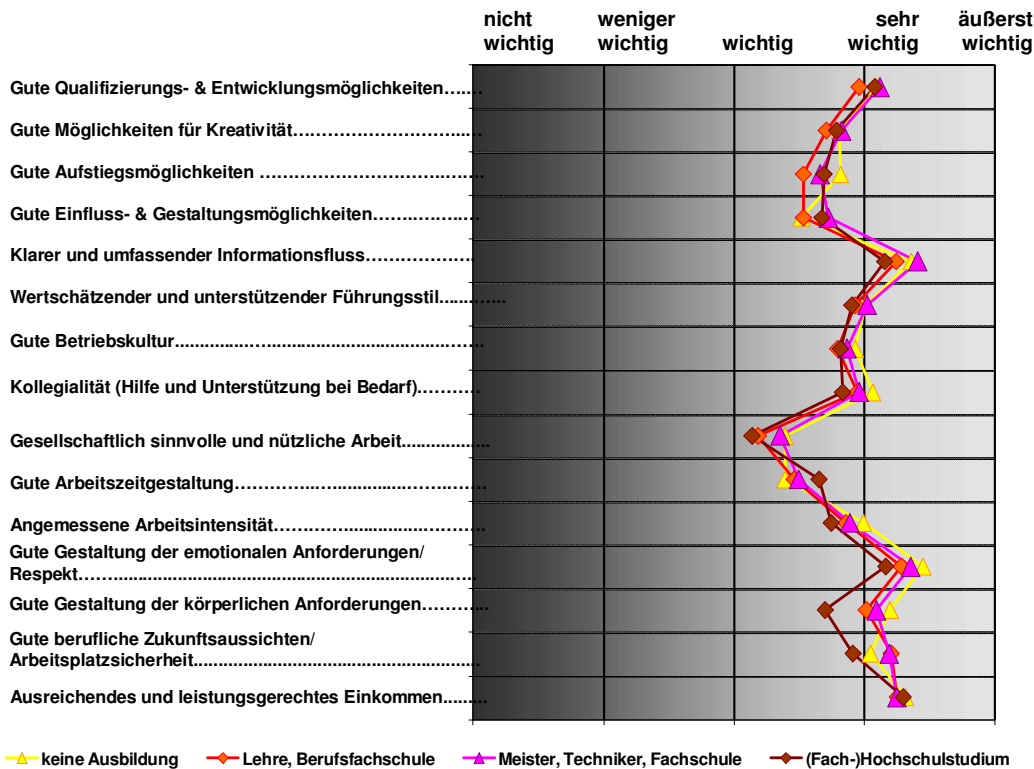 nicht weniger sehr äußerst
wichtig wichtig wichtig wichtig wichtig
Gute Qualifizierungs- & Entwicklungsmöglichkeiten…....
Gute Möglichkeiten für Kreativität……………………......…
Gute Aufstiegsmöglichkeiten …………………………..……..
Gute Einfluss- & Gestaltungsmöglichkeiten……..………...
Klarer und umfassender Informationsfluss……………….
Wertschätzender und unterstützender Führungsstil.............
Gute Betriebskultur.................……......................................……
Kollegialität (Hilfe und Unterstützung bei Bedarf).………
Gesellschaftlich sinnvolle und nützliche Arbeit...................
Gute Arbeitszeitgestaltung……………...……….....…………..
Angemessene Arbeitsintensität…………........……………..
Gute Gestaltung der emotionalen Anforderungen/
Respekt……..........................................................................
Gute Gestaltung der körperlichen Anforderungen………..
Gute berufliche Zukunftsaussichten/
Arbeitsplatzsicherheit..........................................................
Ausreichendes und leistungsgerechtes Einkommen.........
keine Ausbildung Lehre, Berufsfachschule Meister, Techniker, Fachschule (Fach-)Hochschulstudium